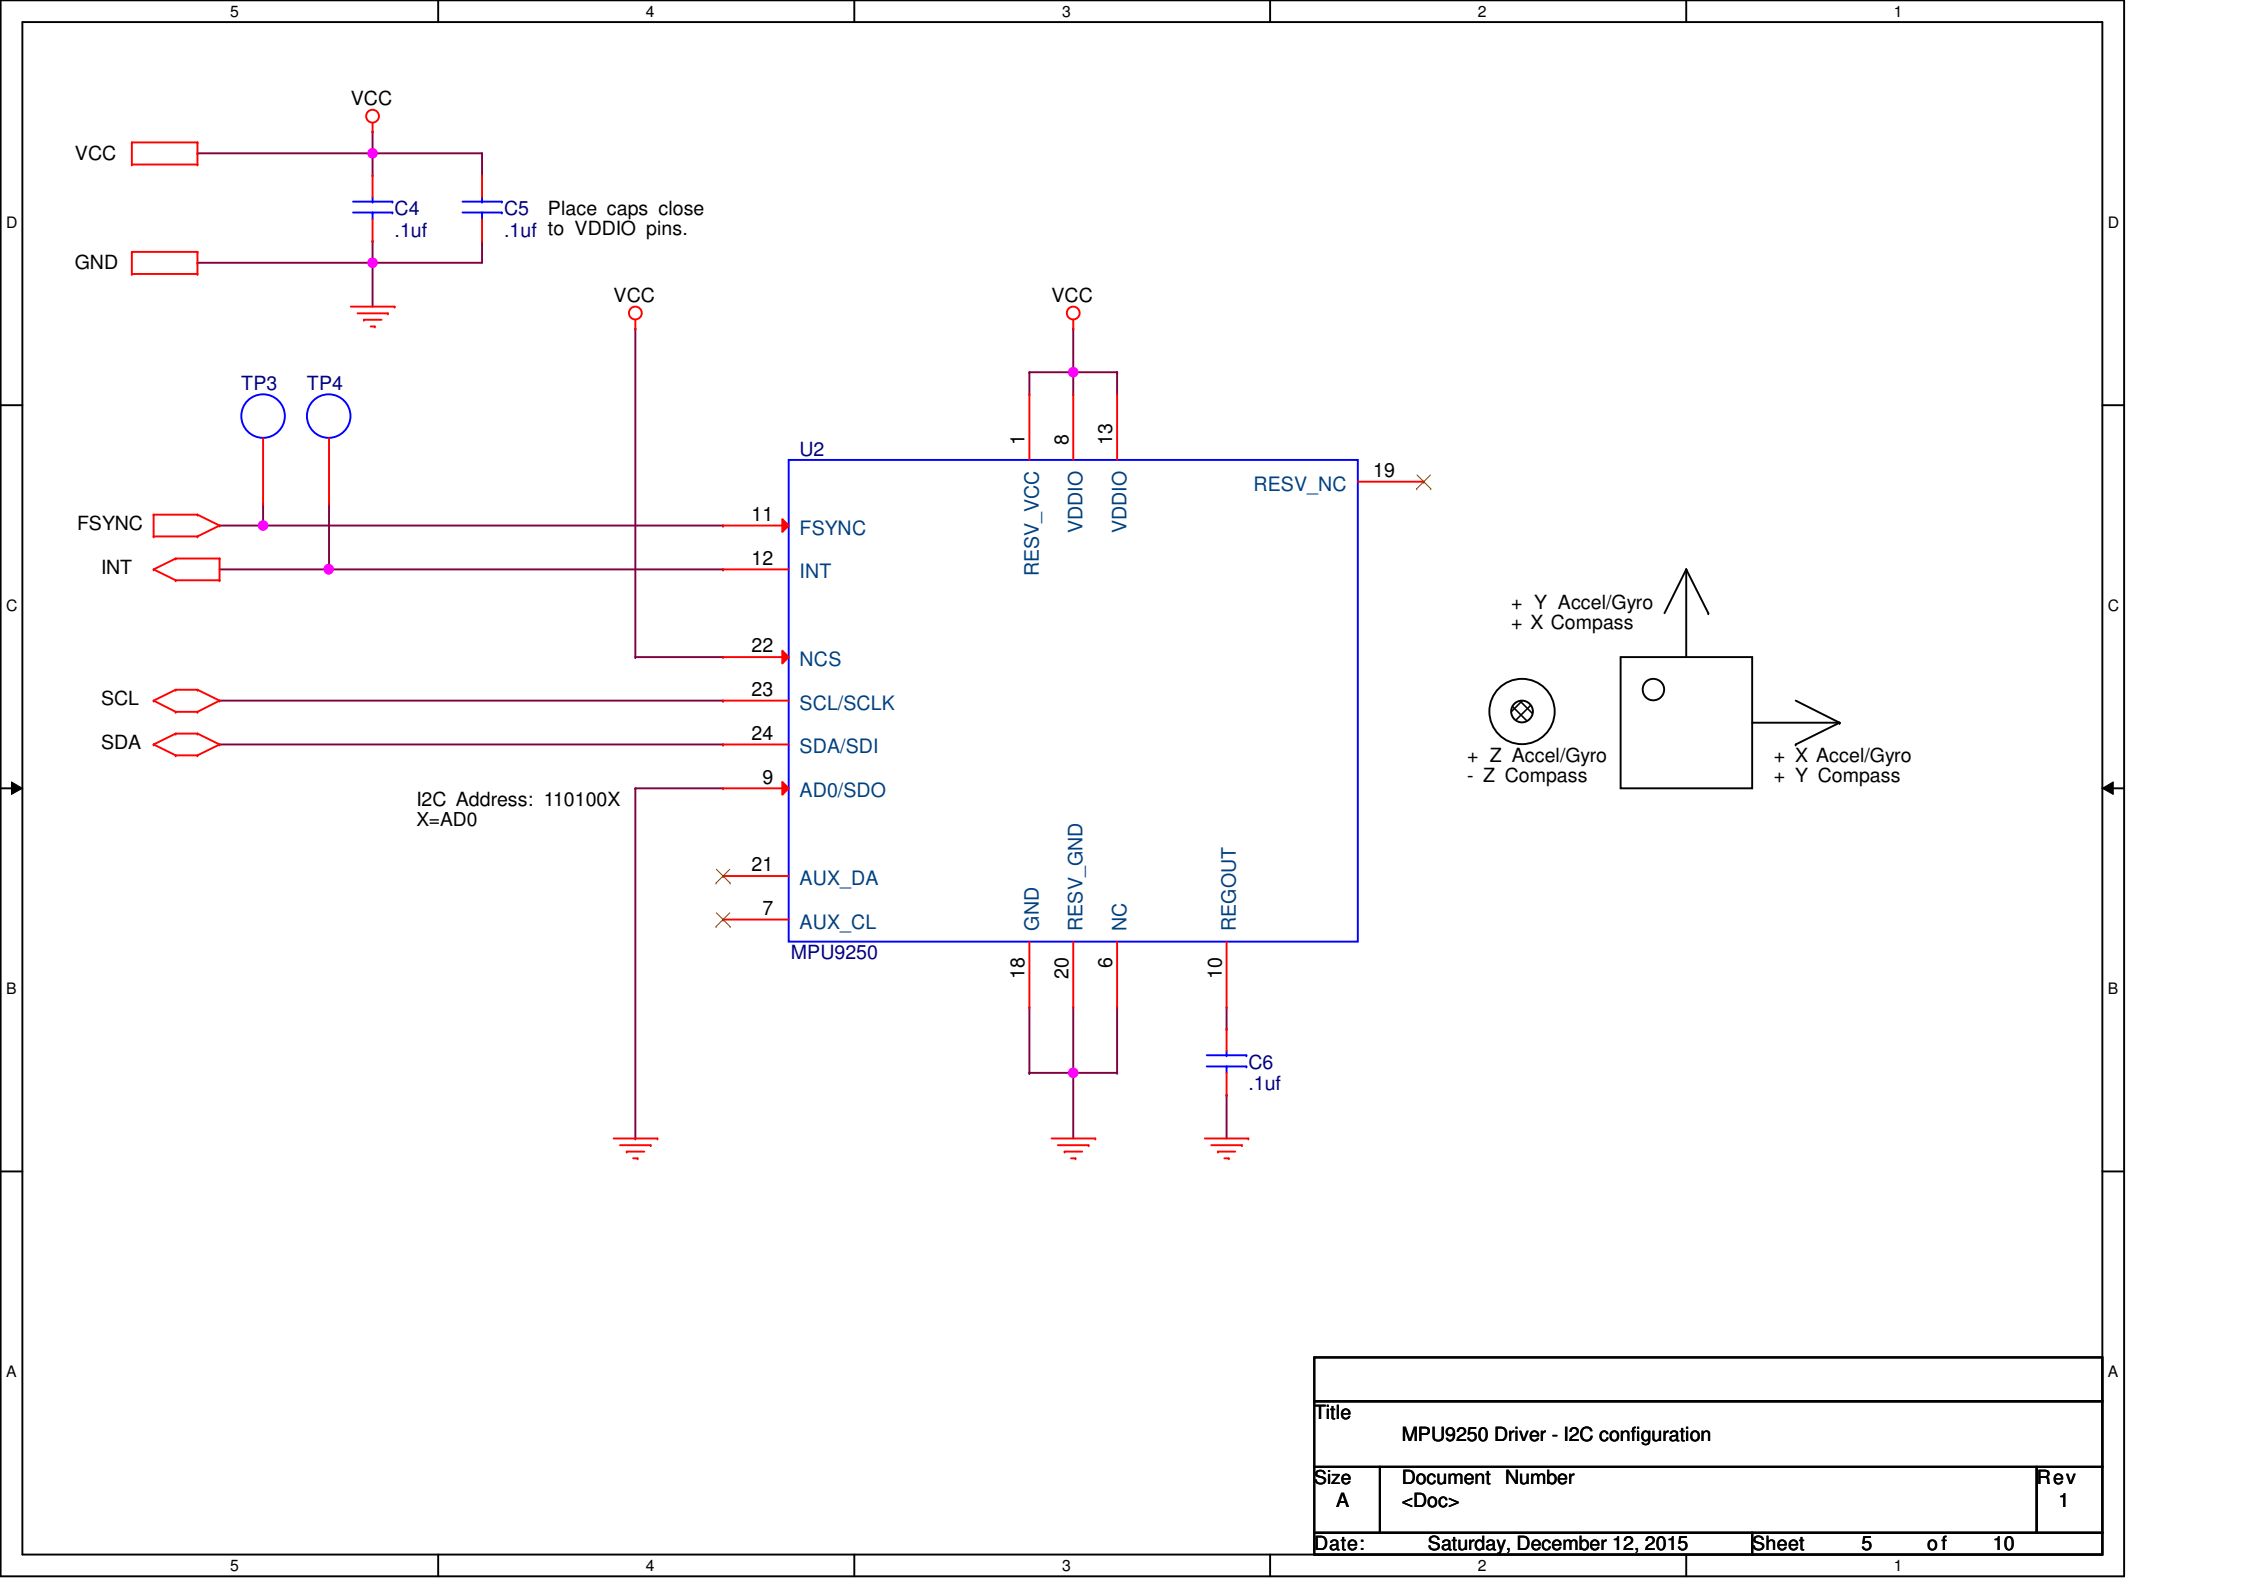 5 4 3 2 1
VCC
VCC
D D
C4 C5 Place caps close
.1uf .1uf to VDDIO pins.
GND
VCC VCC
TP3 TP4
1 8 13
U2
19
RESV_VCC VDDIO VDDIO RESV_NC
FSYNC 11 FSYNC
INT 12 INT
C C
+ Y Accel/Gyro
+ X Compass
22 NCS
SCL 23 SCL/SCLK
SDA 24 SDA/SDI
+ Z Accel/Gyro + X Accel/Gyro
- Z Compass + Y Compass
9 AD0/SDO
I2C Address: 110100X
X=AD0
21 AUX_DA
7 AUX_CL
GND RESV_GND NC REGOUT
MPU9250
18 20 6 10
B B
C6
.1uf
A A
Title
MPU9250 Driver - I2C configuration
Size Document Number Rev
A <Doc> 1
Date: Saturday, December 12, 2015 Sheet 5 of 10
5 4 3 2 1